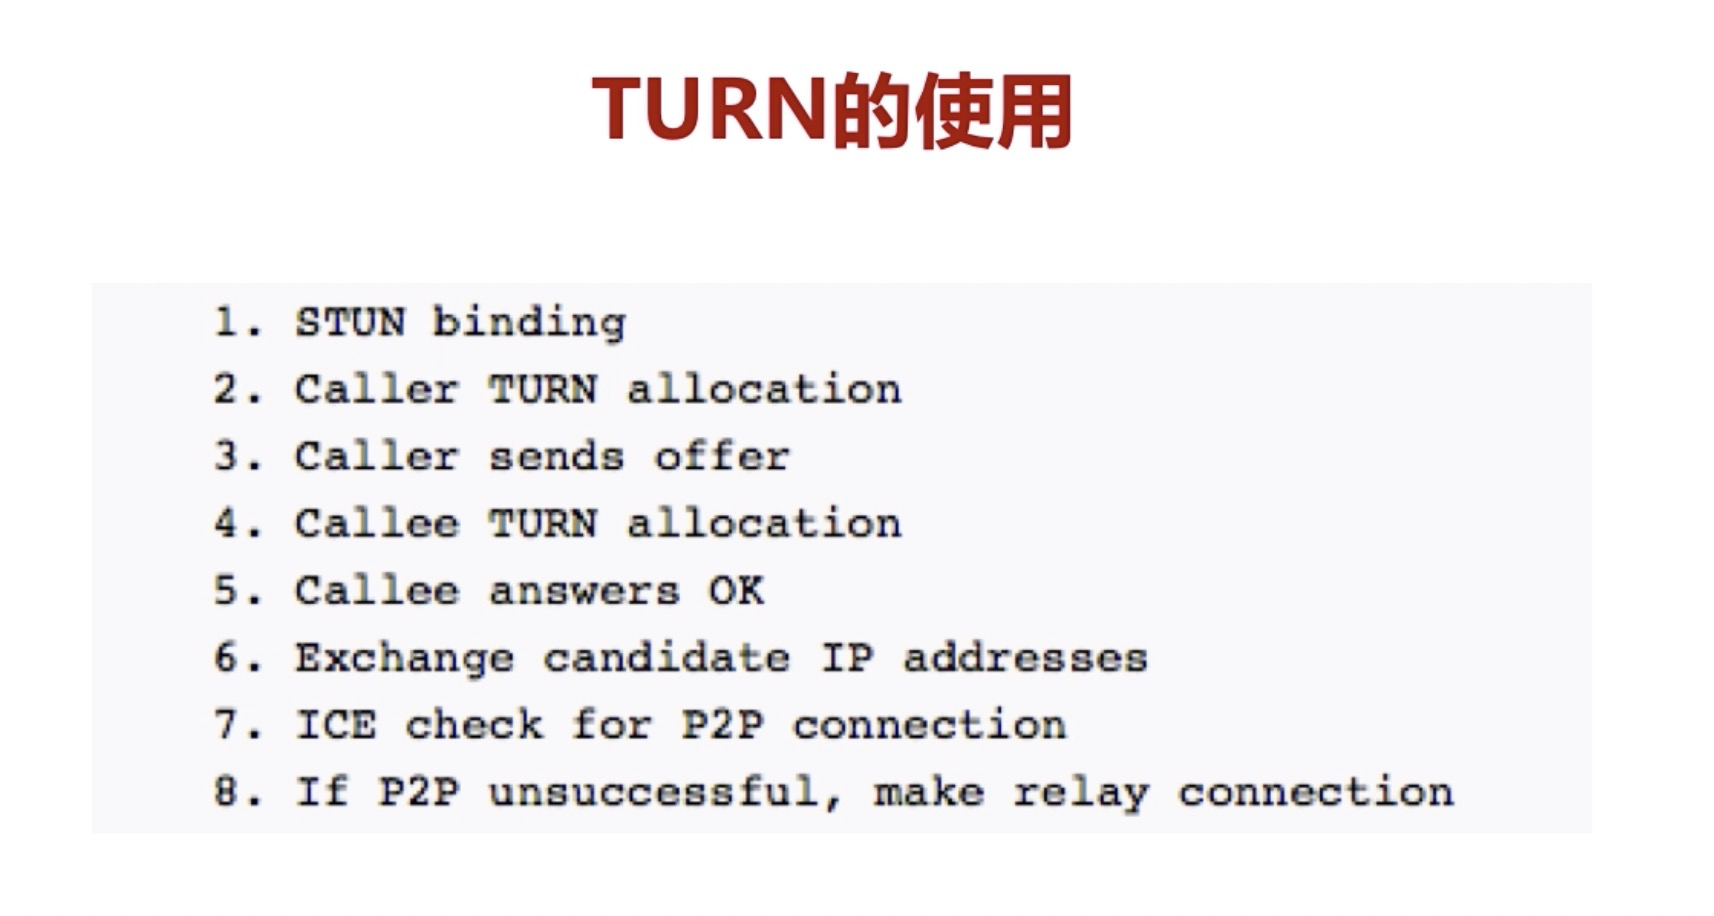 TURN的使用
1. STUN binding
2. Caller TURN allocation
3. Caller sends offer
4. Callee TURN allocation
5. Callee answers OK
6. Exchange candidate IP addresses
7. ICE check for P2P connection
8. If P2P unsuccessful, make relay connection